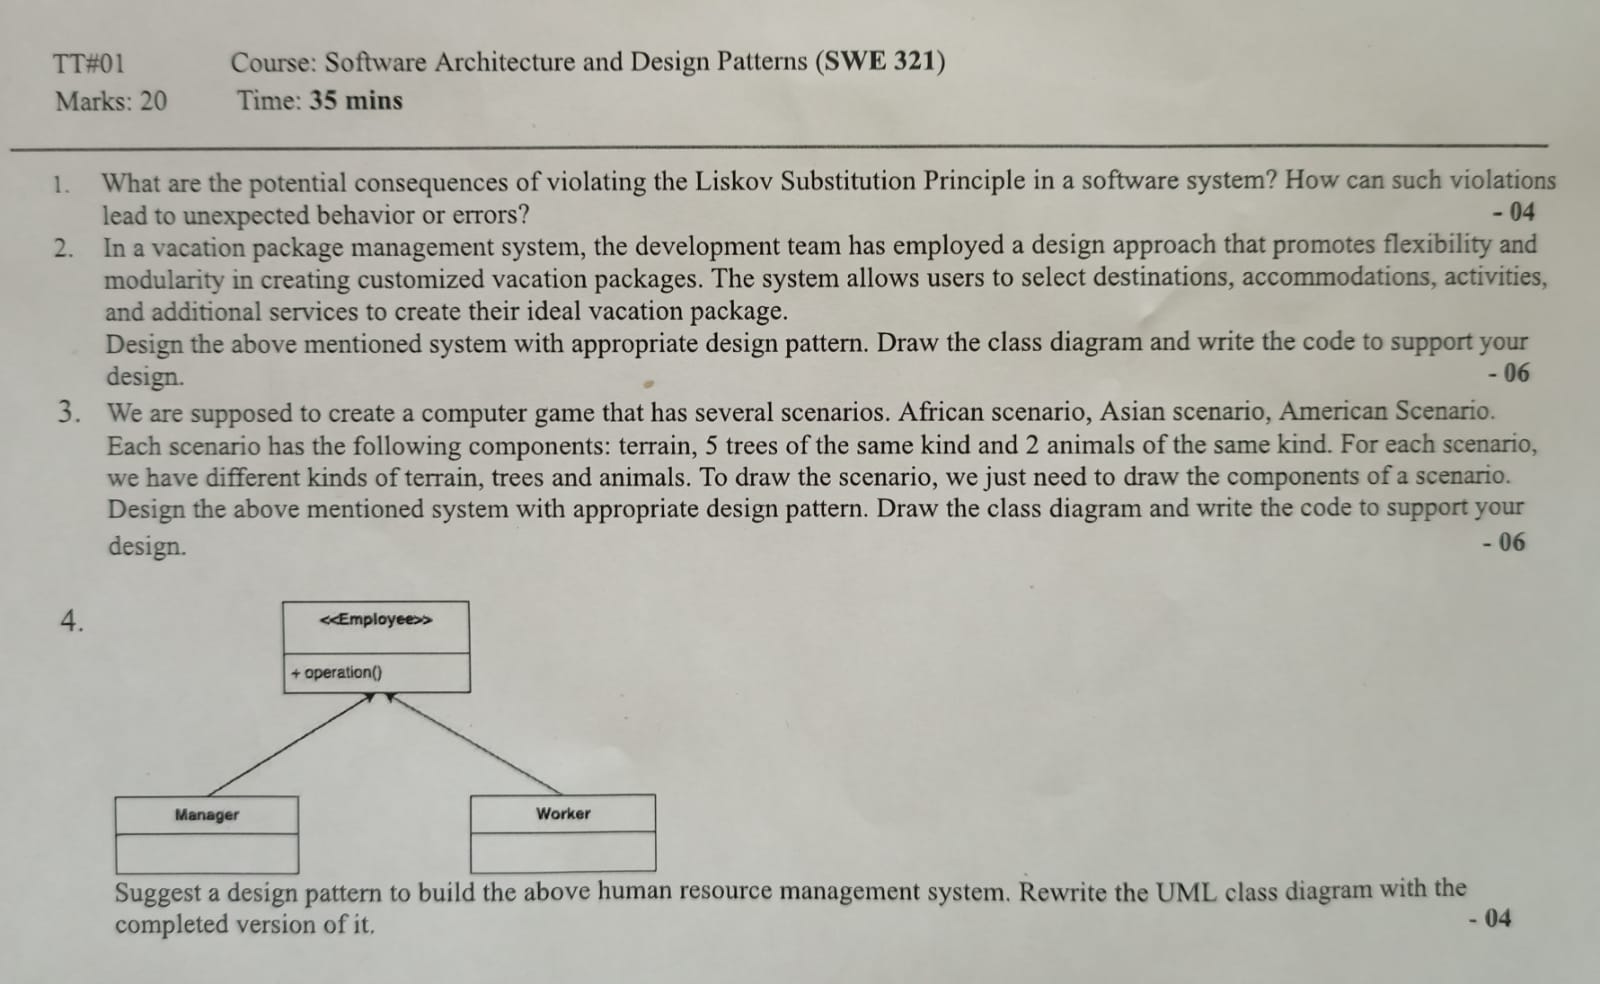 TT#01 Course: Software Architecture and Design Patterns (SWE 321)
Marks: 20 Time: 35 mins
1. What are the potential consequences of violating the Liskov Substitution Principle in a software system? How can such violations
lead to unexpected behavior or errors? - 04
2. In a vacation package management system, the development team has employed a design approach that promotes flexibility and
modularity in creating customized vacation packages. The system allows users to select destinations, accommodations, activities,
and additional services to create their ideal vacation package.
Design the above mentioned system with appropriate design pattern. Draw the class diagram and write the code to support your
design. - 06
3. We are supposed to create a computer game that has several scenarios. African scenario, Asian scenario, American Scenario.
Each scenario has the following components: terrain, 5 trees of the same kind and 2 animals of the same kind. For each scenario,
we have different kinds of terrain, trees and animals. To draw the scenario, we just need to draw the components of a scenario.
Design the above mentioned system with appropriate design pattern. Draw the class diagram and write the code to support your
design. - 06
4.
<<Employee>>
+ operation()
Manager Worker
Suggest a design pattern to build the above human resource management system. Rewrite the UML class diagram with the
completed version of it. - 04